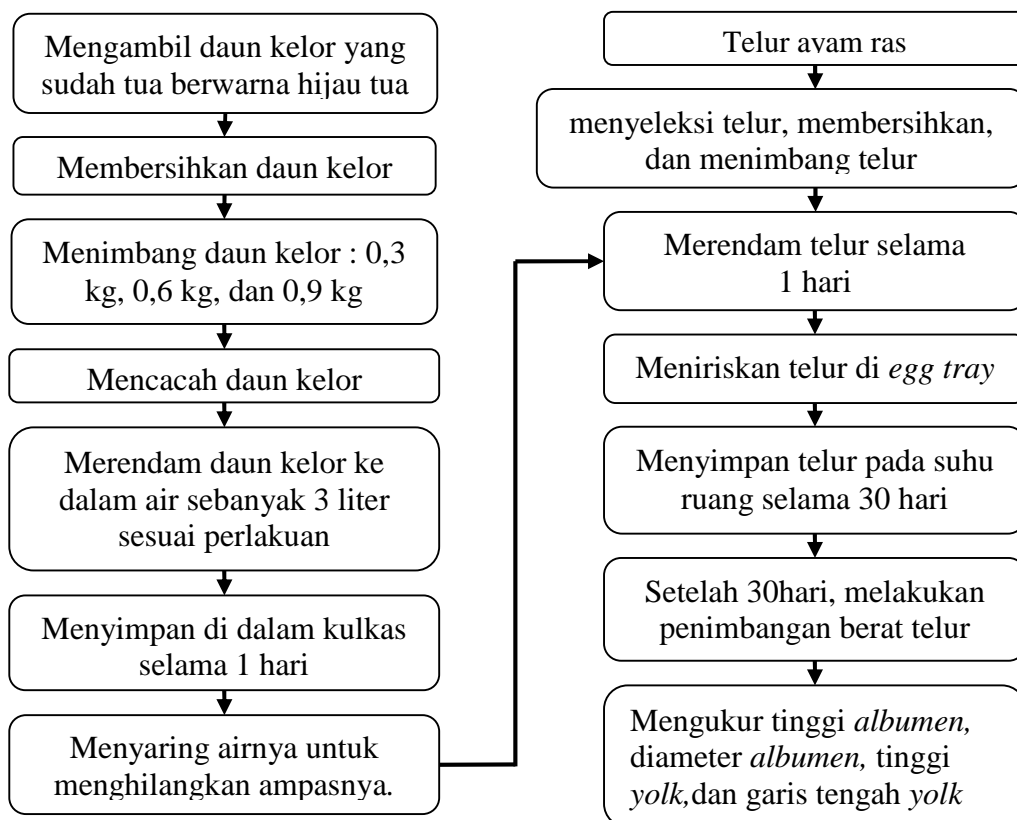 Mengambil daun kelor yang
sudah tua berwarna hijau tua
Membersihkan daun kelor
Menimbang daun kelor : 0,3
kg, 0,6 kg, dan 0,9 kg
Mencacah daun kelor
Merendam daun kelor ke
dalam air sebanyak 3 liter
sesuai perlakuan
Menyimpan di dalam kulkas
selama 1 hari
Menyaring airnya untuk
menghilangkan ampasnya.
Telur ayam ras
menyeleksi telur, membersihkan,
dan menimbang telur
Merendam telur selama
1 hari
Meniriskan telur di egg tray
Menyimpan telur pada suhu
ruang selama 30 hari
Setelah 30hari, melakukan
penimbangan berat telur
Mengukur tinggi albumen,
diameter albumen, tinggi
yolk,dan garis tengah yolk